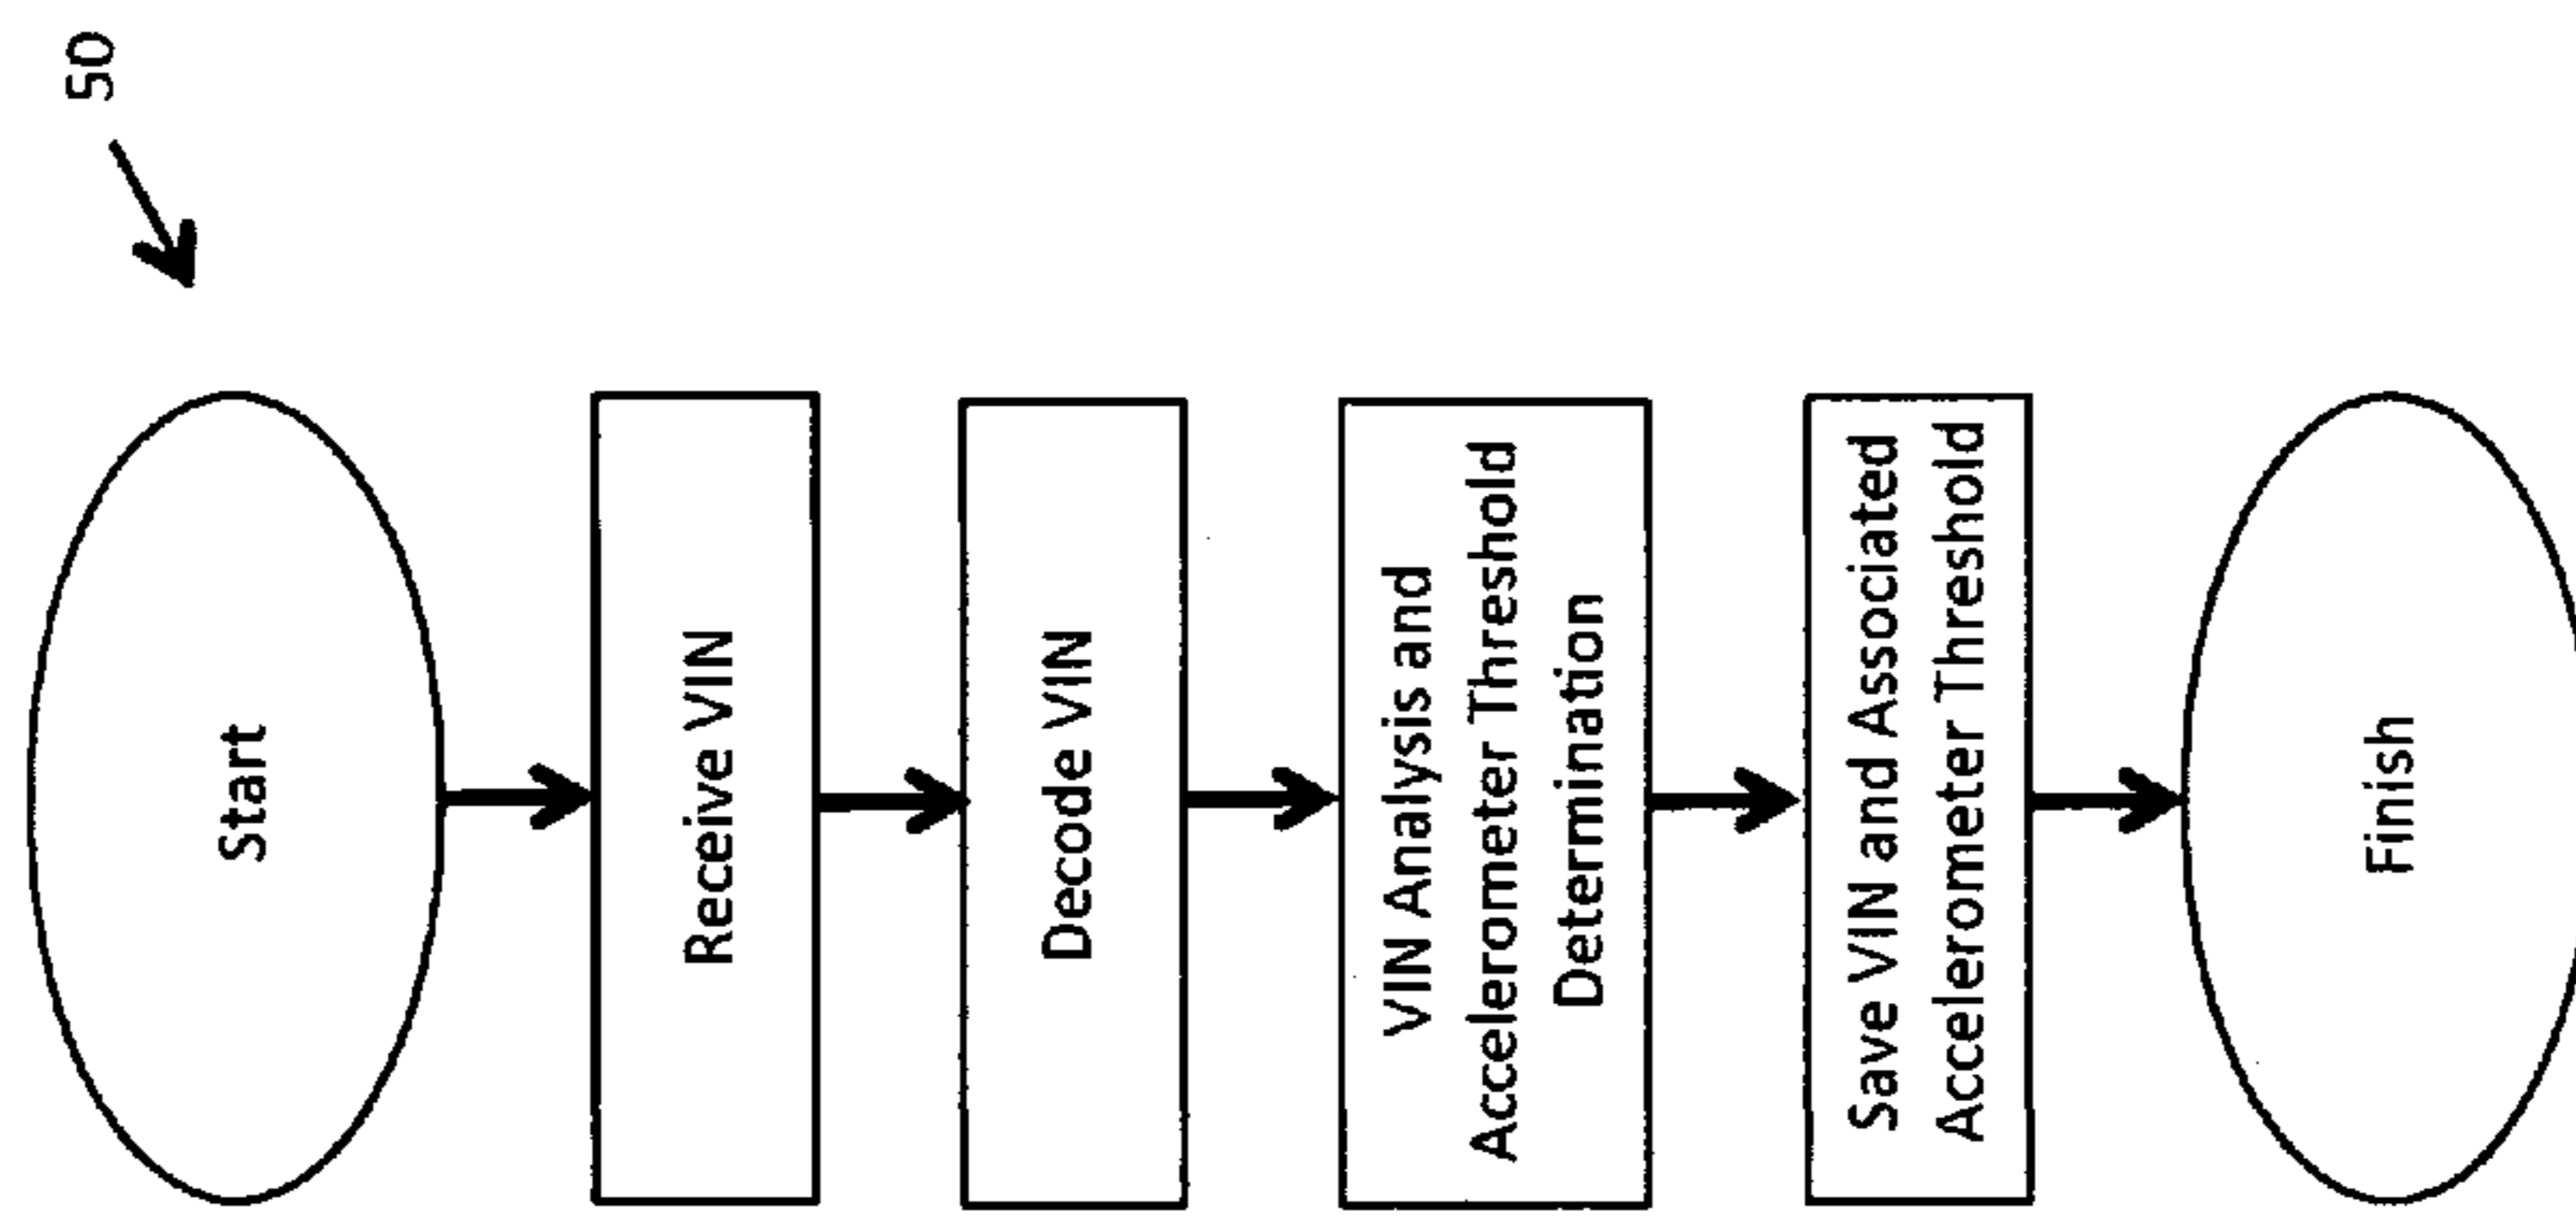 50
Start
Receive VIN
Decode VIN
VIN Analysis and
Accelerometer Threshold
Determination
Save VIN and Associated
Accelerometer Threshold
Finish